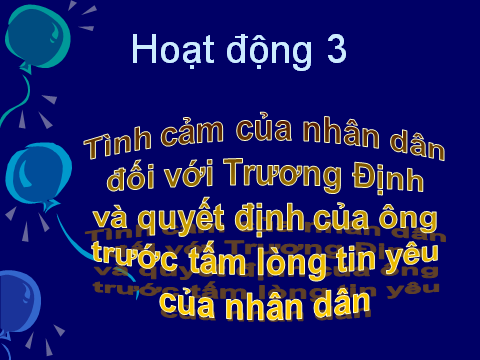 Hoạt động 3
Tình cảm của nhân dân
đối với Trương Định
và quyết định của ông
trước tấm lòng tin yêu
của nhân dân